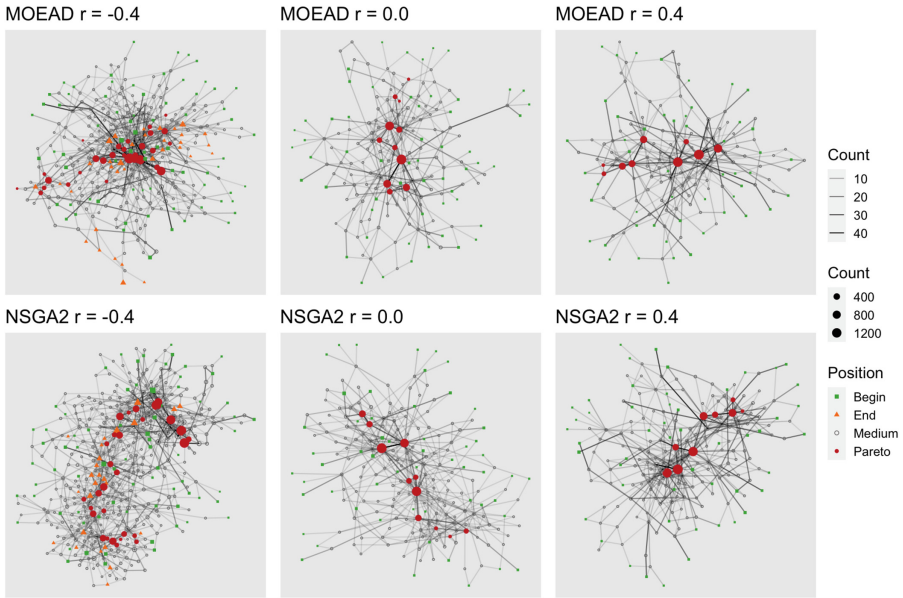 MOEAD r = -0.4
MOEAD r = 0.0
MOEAD r = 0.4
Count
10
20
30
40
Count
400
800
1200
Position
Begin
End
Medium
Pareto
NSGA2 r = -0.4
NSGA2 r = 0.0
NSGA2 r = 0.4